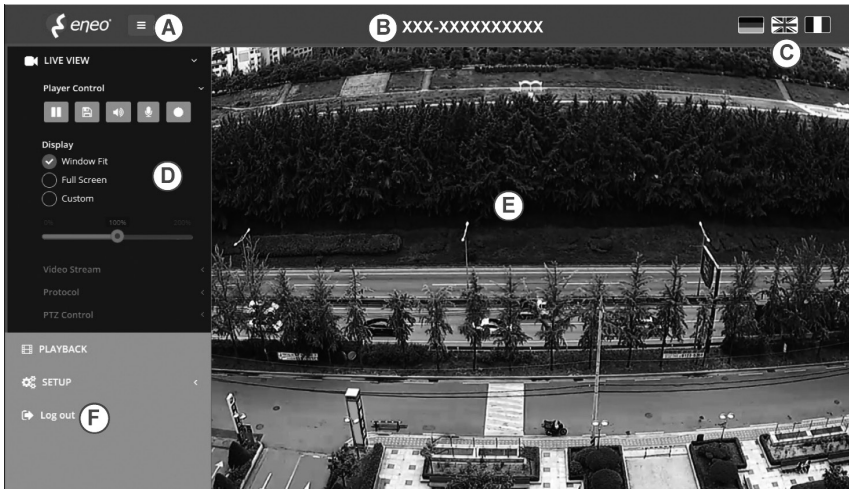 eneo
A
B
XXX-XXXXXXXXXX
C
LIVE VIEW
Player Control
Display
Window Fit
Full Screen
Custom
D
E
0%
100%
200%
Video Stream
Protocol
PTZ Control
PLAYBACK
SETUP
Log out
F